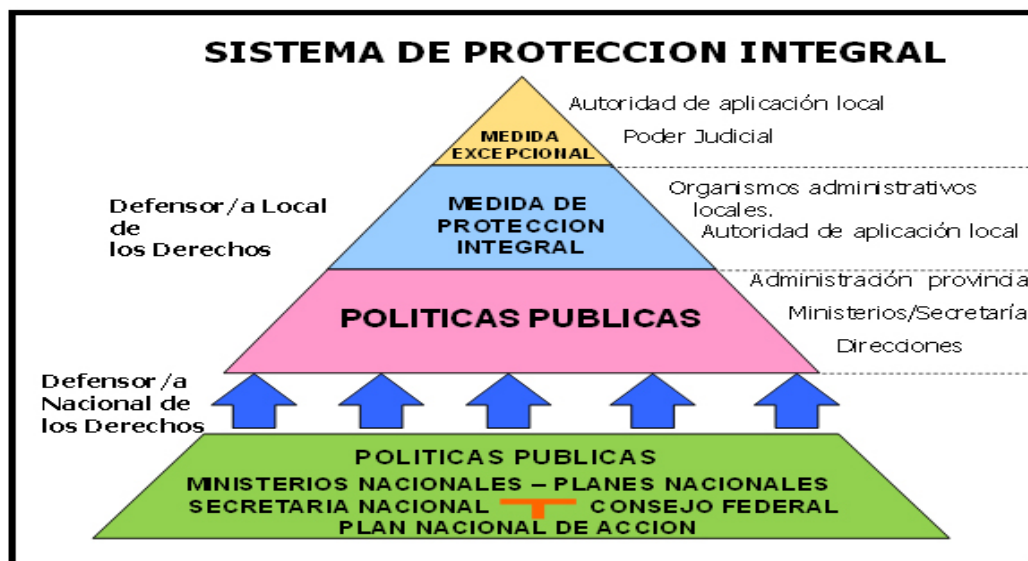 SISTEMA DE PROTECCION INTEGRAL
Autoridad de aplicación local
MEDIDA
EXCEPCIONAL
Poder Judicial
Defensor/a Local
de
los Derechos
MEDIDA DE
PROTECCION
INTEGRAL
Organismos administrativos
locales.
Autoridad de aplicación local
POLITICAS PUBLICAS
Administración provincia
Ministerios/Secretaría
Direcciones
Defensor/a
Nacional de
los Derechos
POLITICAS PUBLICAS
MINISTERIOS NACIONALES – PLANES NACIONALES
SECRETARIA NACIONAL CONSEJO FEDERAL
PLAN NACIONAL DE ACCION